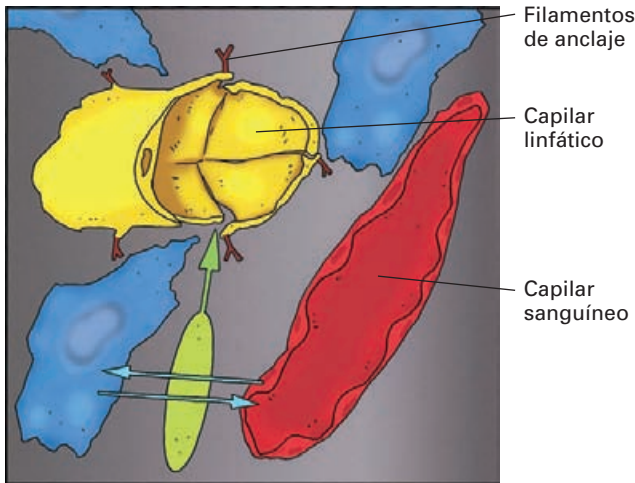 Filamentos
de anclaje
Capilar
linfático
Capilar
sanguíneo